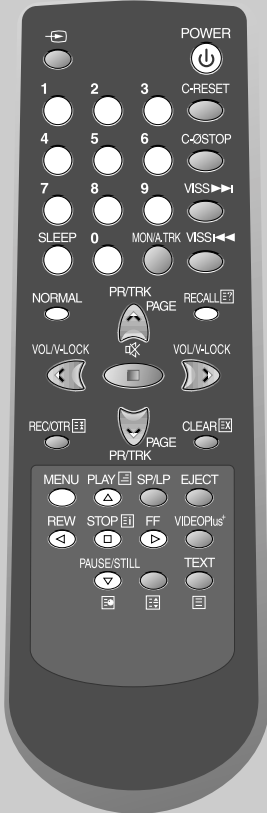 POWER
1 2 3 C-RESET
4 5 6 C-ØSTOP
7 8 9 VISS
SLEEP 0 MON/A.TRK VISS
NORMAL PR/TRK PAGE RECALL
VOL/V-LOCK VOL/V-LOCK
REC/OTR PAGE CLEAR
PR/TRK
MENU PLAY SP/LP EJECT
REW STOP FF VIDEOPlus+
PAUSE/STILL TEXT